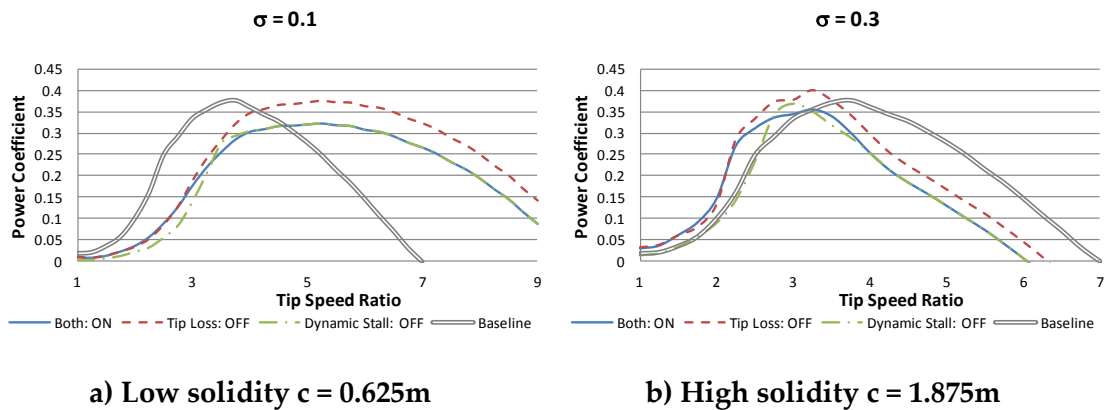 σ = 0.1
Power Coefficient
0.45
0.4
0.35
0.3
0.25
0.2
0.15
0.1
0.05
0
1 3 5 7 9
Tip Speed Ratio
Both: ON Tip Loss: OFF Dynamic Stall: OFF Baseline
a) Low solidity c = 0.625m
σ = 0.3
Power Coefficient
0.45
0.4
0.35
0.3
0.25
0.2
0.15
0.1
0.05
0
1 2 3 4 5 6 7
Tip Speed Ratio
Both: ON Tip Loss: OFF Dynamic Stall: OFF Baseline
b) High solidity c = 1.875m